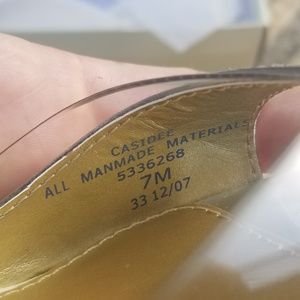 CASIDEE
ALL MANMADE MATERIALS
5336268
7M
33 12/07